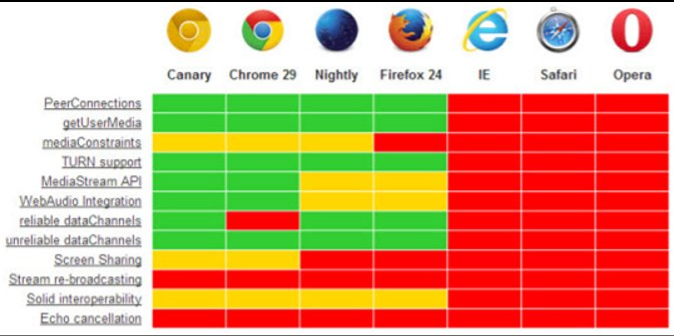 Canary Chrome 29 Nightly Firefox 24 IE Safari Opera
PeerConnections
getUserMedia
mediaConstraints
TURN support
MediaStream API
WebAudio Integration
reliable dataChannels
unreliable dataChannels
Screen Sharing
Stream re-broadcasting
Solid interoperability
Echo cancellation